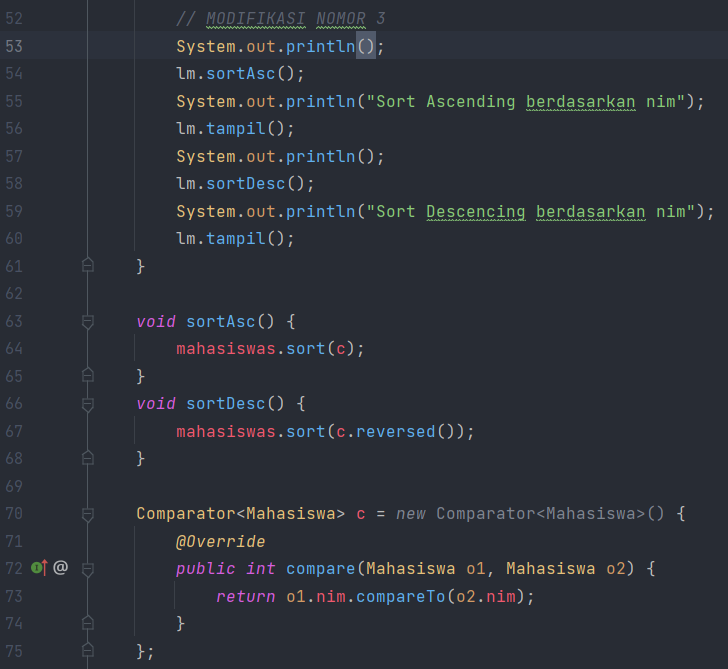 52 // MODIFIKASI NOMOR 3
53 System.out.println();
54 lm.sortAsc();
55 System.out.println("Sort Ascending berdasarkan nim");
56 lm.tampil();
57 System.out.println();
58 lm.sortDesc();
59 System.out.println("Sort Descencing berdasarkan nim");
60 lm.tampil();
61 }
62
63 void sortAsc() {
64 mahasiswas.sort(c);
65 }
66 void sortDesc() {
67 mahasiswas.sort(c.reversed());
68 }
69
70 Comparator<Mahasiswa> c = new Comparator<Mahasiswa>() {
71 @Override
72 @ public int compare(Mahasiswa o1, Mahasiswa o2) {
73 return o1.nim.compareTo(o2.nim);
74 }
75 };